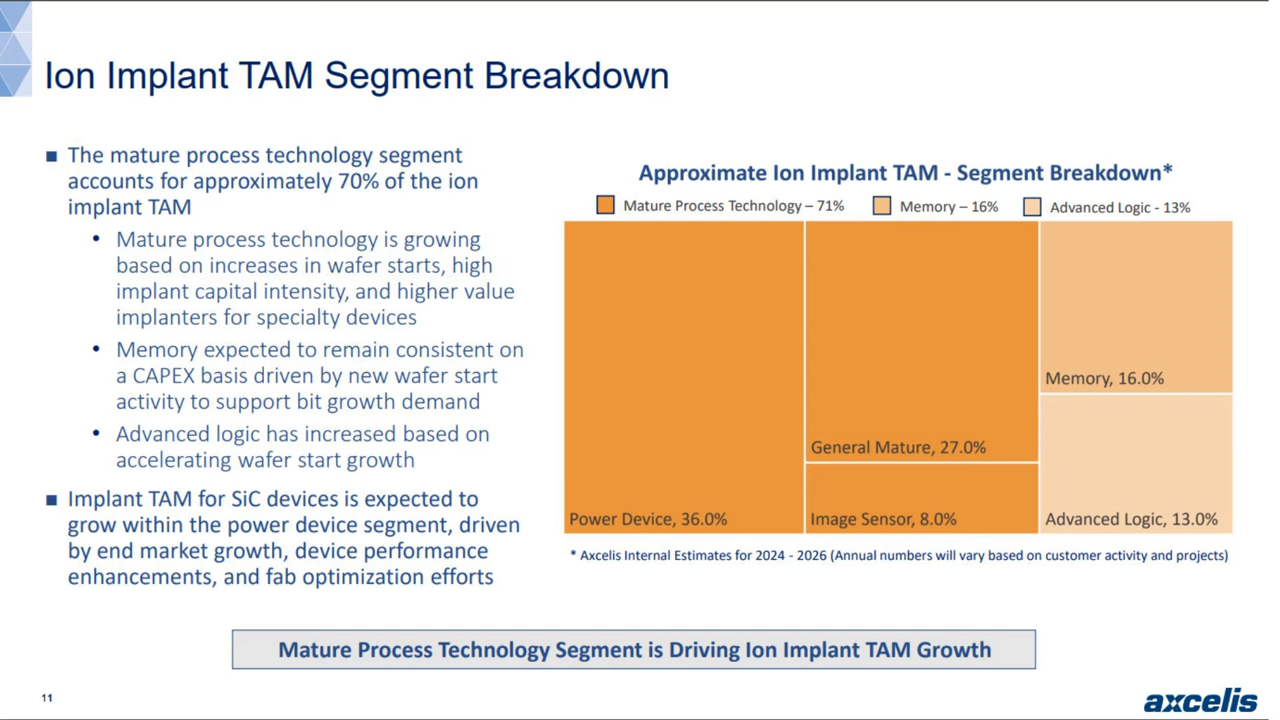 Ion Implant TAM Segment Breakdown
■ The mature process technology segment
accounts for approximately 70% of the ion
implant TAM
• Mature process technology is growing
based on increases in wafer starts, high
implant capital intensity, and higher value
implanters for specialty devices
• Memory expected to remain consistent on
a CAPEX basis driven by new wafer start
activity to support bit growth demand
• Advanced logic has increased based on
accelerating wafer start growth
■ Implant TAM for SiC devices is expected to
grow within the power device segment, driven
by end market growth, device performance
enhancements, and fab optimization efforts
Approximate Ion Implant TAM - Segment Breakdown*
Mature Process Technology – 71% Memory – 16% Advanced Logic - 13%
Power Device, 36.0%
General Mature, 27.0%
Image Sensor, 8.0%
Memory, 16.0%
Advanced Logic, 13.0%
* Axcelis Internal Estimates for 2024 - 2026 (Annual numbers will vary based on customer activity and projects)
Mature Process Technology Segment is Driving Ion Implant TAM Growth
11
axcelis